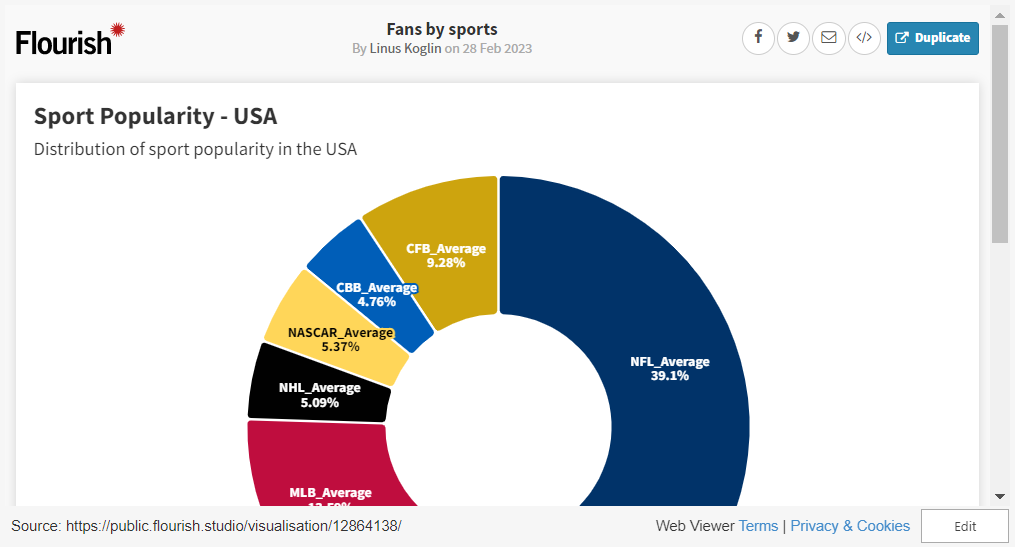 Flourish
Fans by sports
By Linus Koglin on 28 Feb 2023
Duplicate
Sport Popularity - USA
Distribution of sport popularity in the USA
CFB_Average
9.28%
CBB_Average
4.76%
NASCAR_Average
5.37%
NFL_Average
39.1%
NHL_Average
5.09%
MLB_Average
Source: https://public.flourish.studio/visualisation/12864138/
Web Viewer Terms | Privacy & Cookies
Edit